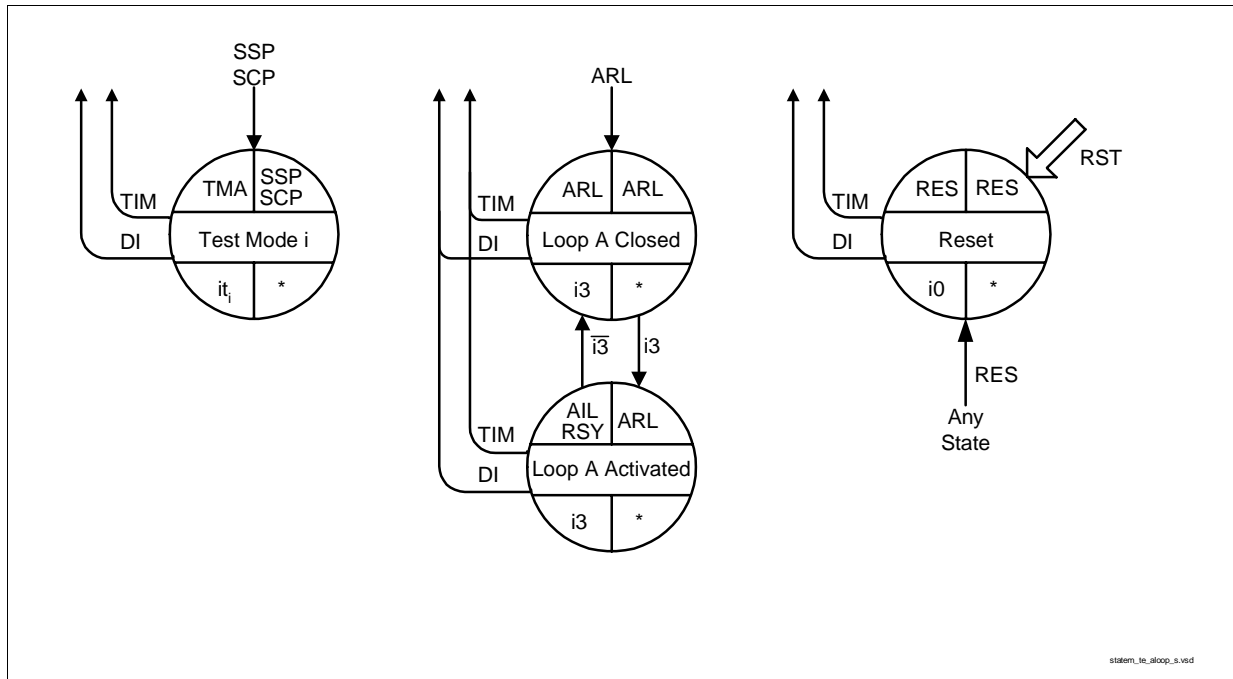 SSP
SCP
TMA
SSP
SCP
TIM
DI
Test Mode i
iti
*
ARL
ARL
ARL
TIM
DI
Loop A Closed
i3
*
i3
i3
AIL
RSY
ARL
TIM
DI
Loop A Activated
i3
*
RST
RES
RES
TIM
DI
Reset
i0
*
RES
Any
State
statem_te_aloop_s.vsd